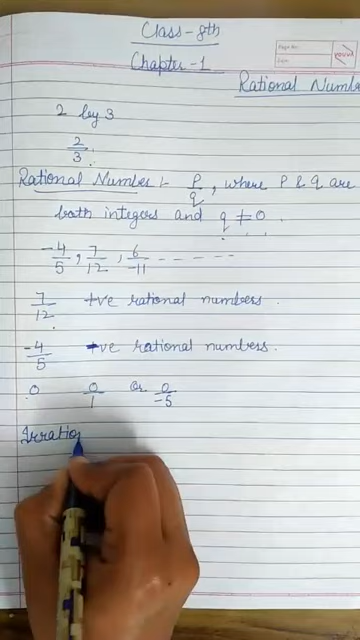 Class-8th
Chapter-1
Rational Numbe
2 by 3
2/3.
Rational Number :- P/q, where P & q are
both integers and q ≠ 0.
-4/5, 7/12, 6/-11 ------
7/12. +ve rational numbers.
-4/5 -ve rational numbers.
0 0/1 Or 0/-5
Irratio